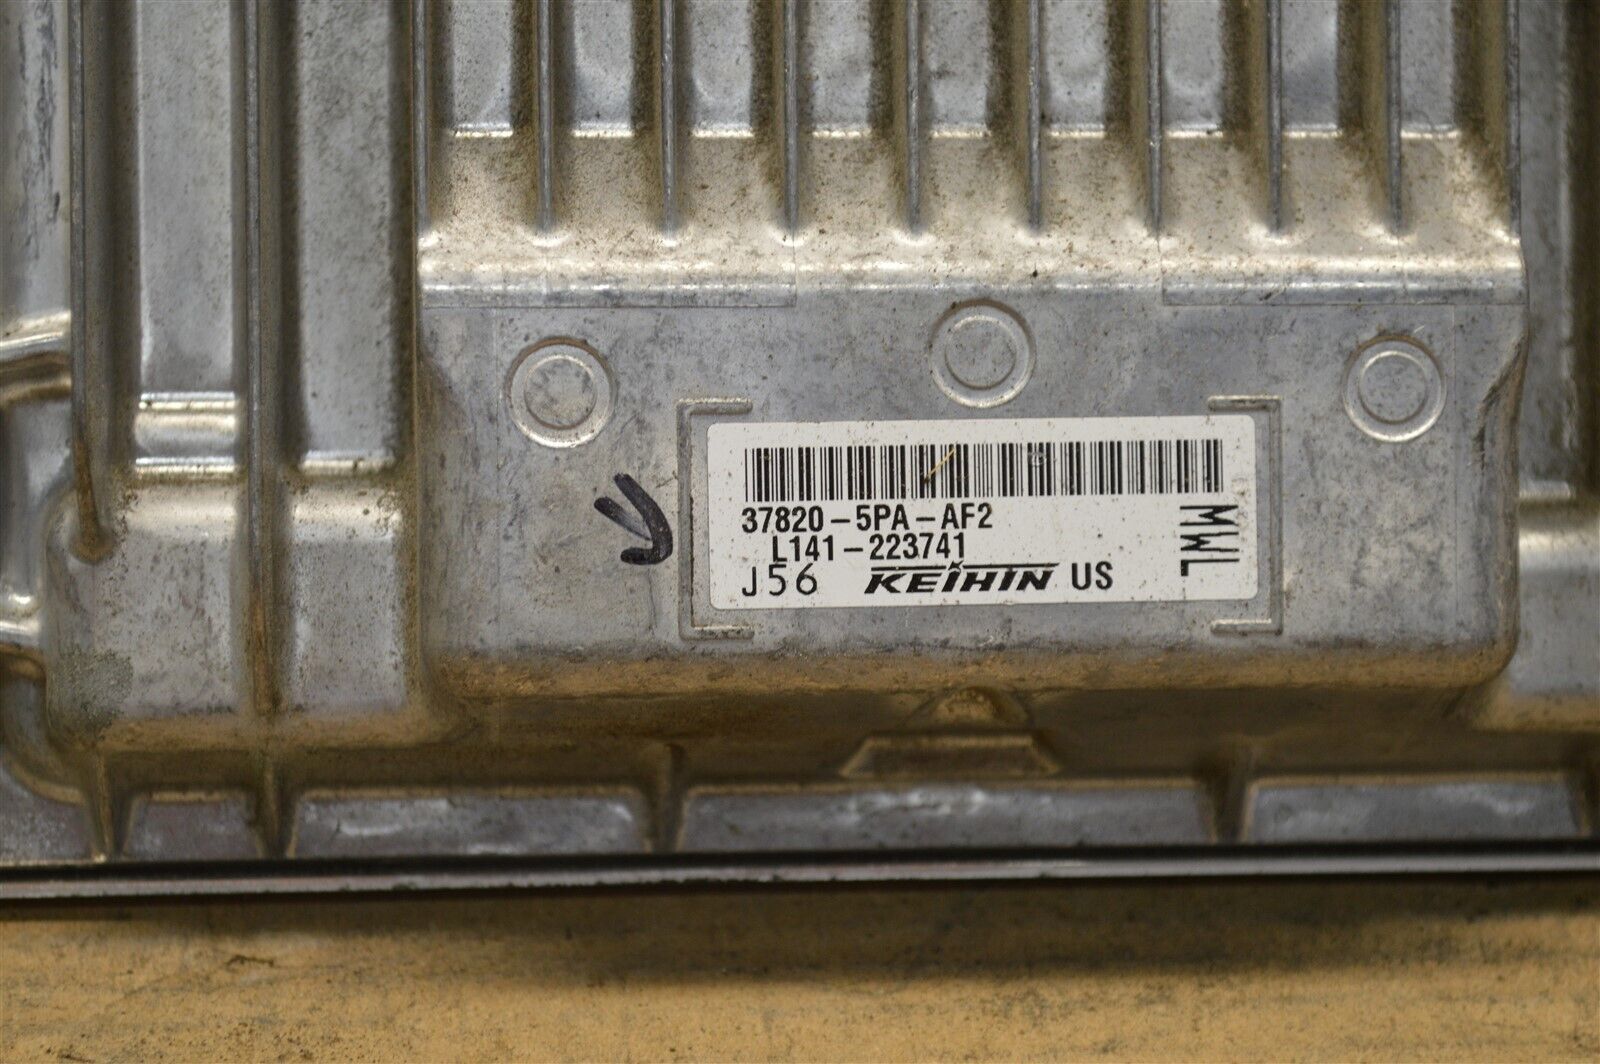 37820-5PA-AF2
L141-223741
J56 KEIHIN US
MWL